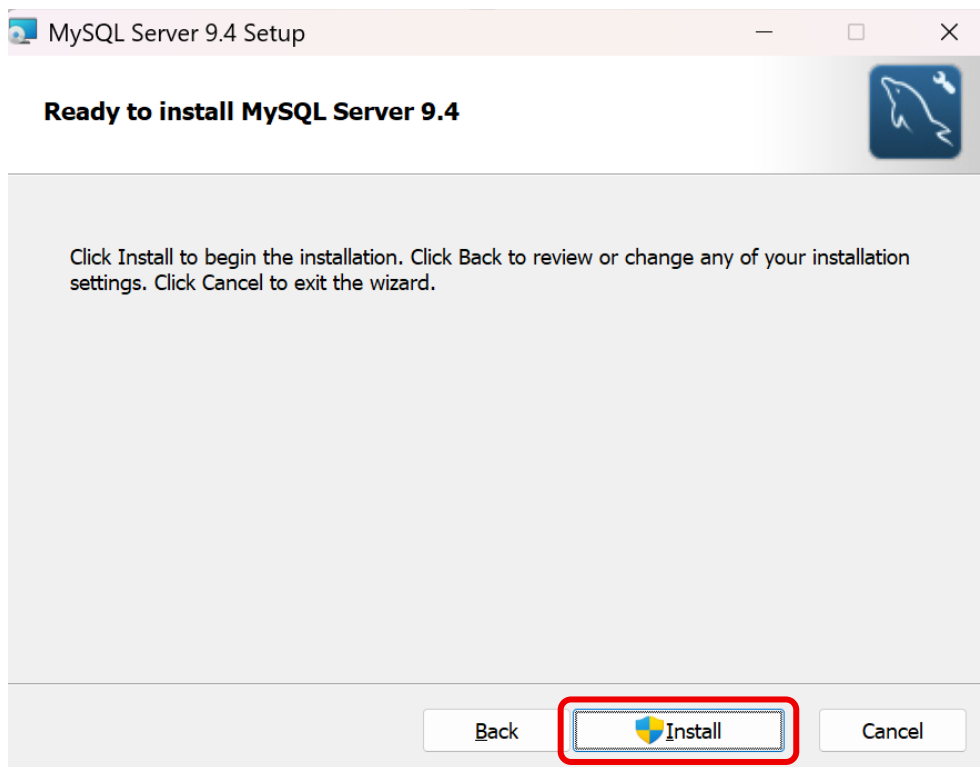 MySQL Server 9.4 Setup
Ready to install MySQL Server 9.4
Click Install to begin the installation. Click Back to review or change any of your installation
settings. Click Cancel to exit the wizard.
Back
Install
Cancel